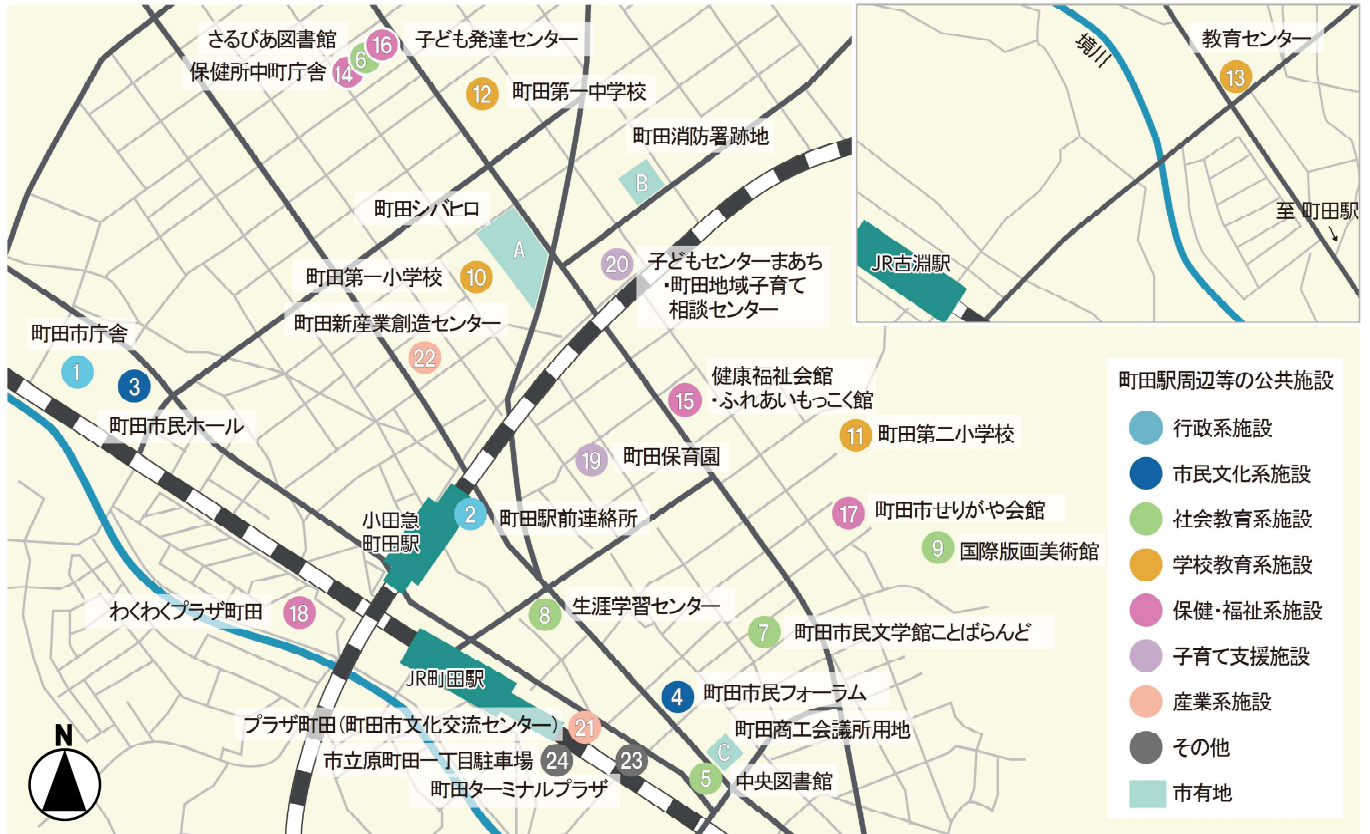 さるびあ図書館
6
16
子ども発達センター
保健所中町庁舎
14
12
町田第一中学校
町田消防署跡地
B
町田シバヒロ
A
町田第一小学校
10
20
子どもセンターまあち
・町田地域子育て
相談センター
町田新産業創造センター
22
町田市庁舎
1
3
町田市民ホール
15
健康福祉会館
・ふれあいもっこく館
11
町田第二小学校
19
町田保育園
小田急
町田駅
2
町田駅前連絡所
17
町田市せりがや会館
9
国際版画美術館
わくわくプラザ町田
18
8
生涯学習センター
7
町田市民文学館ことばらんど
JR町田駅
4
町田市民フォーラム
プラザ町田(町田市文化交流センター)
21
町田商工会議所用地
C
市立原町田一丁目駐車場
24
23
町田ターミナルプラザ
5
中央図書館
N
境川
教育センター
13
至 町田駅
↓
JR古淵駅
町田駅周辺等の公共施設
行政系施設
市民文化系施設
社会教育系施設
学校教育系施設
保健・福祉系施設
子育て支援施設
産業系施設
その他
市有地